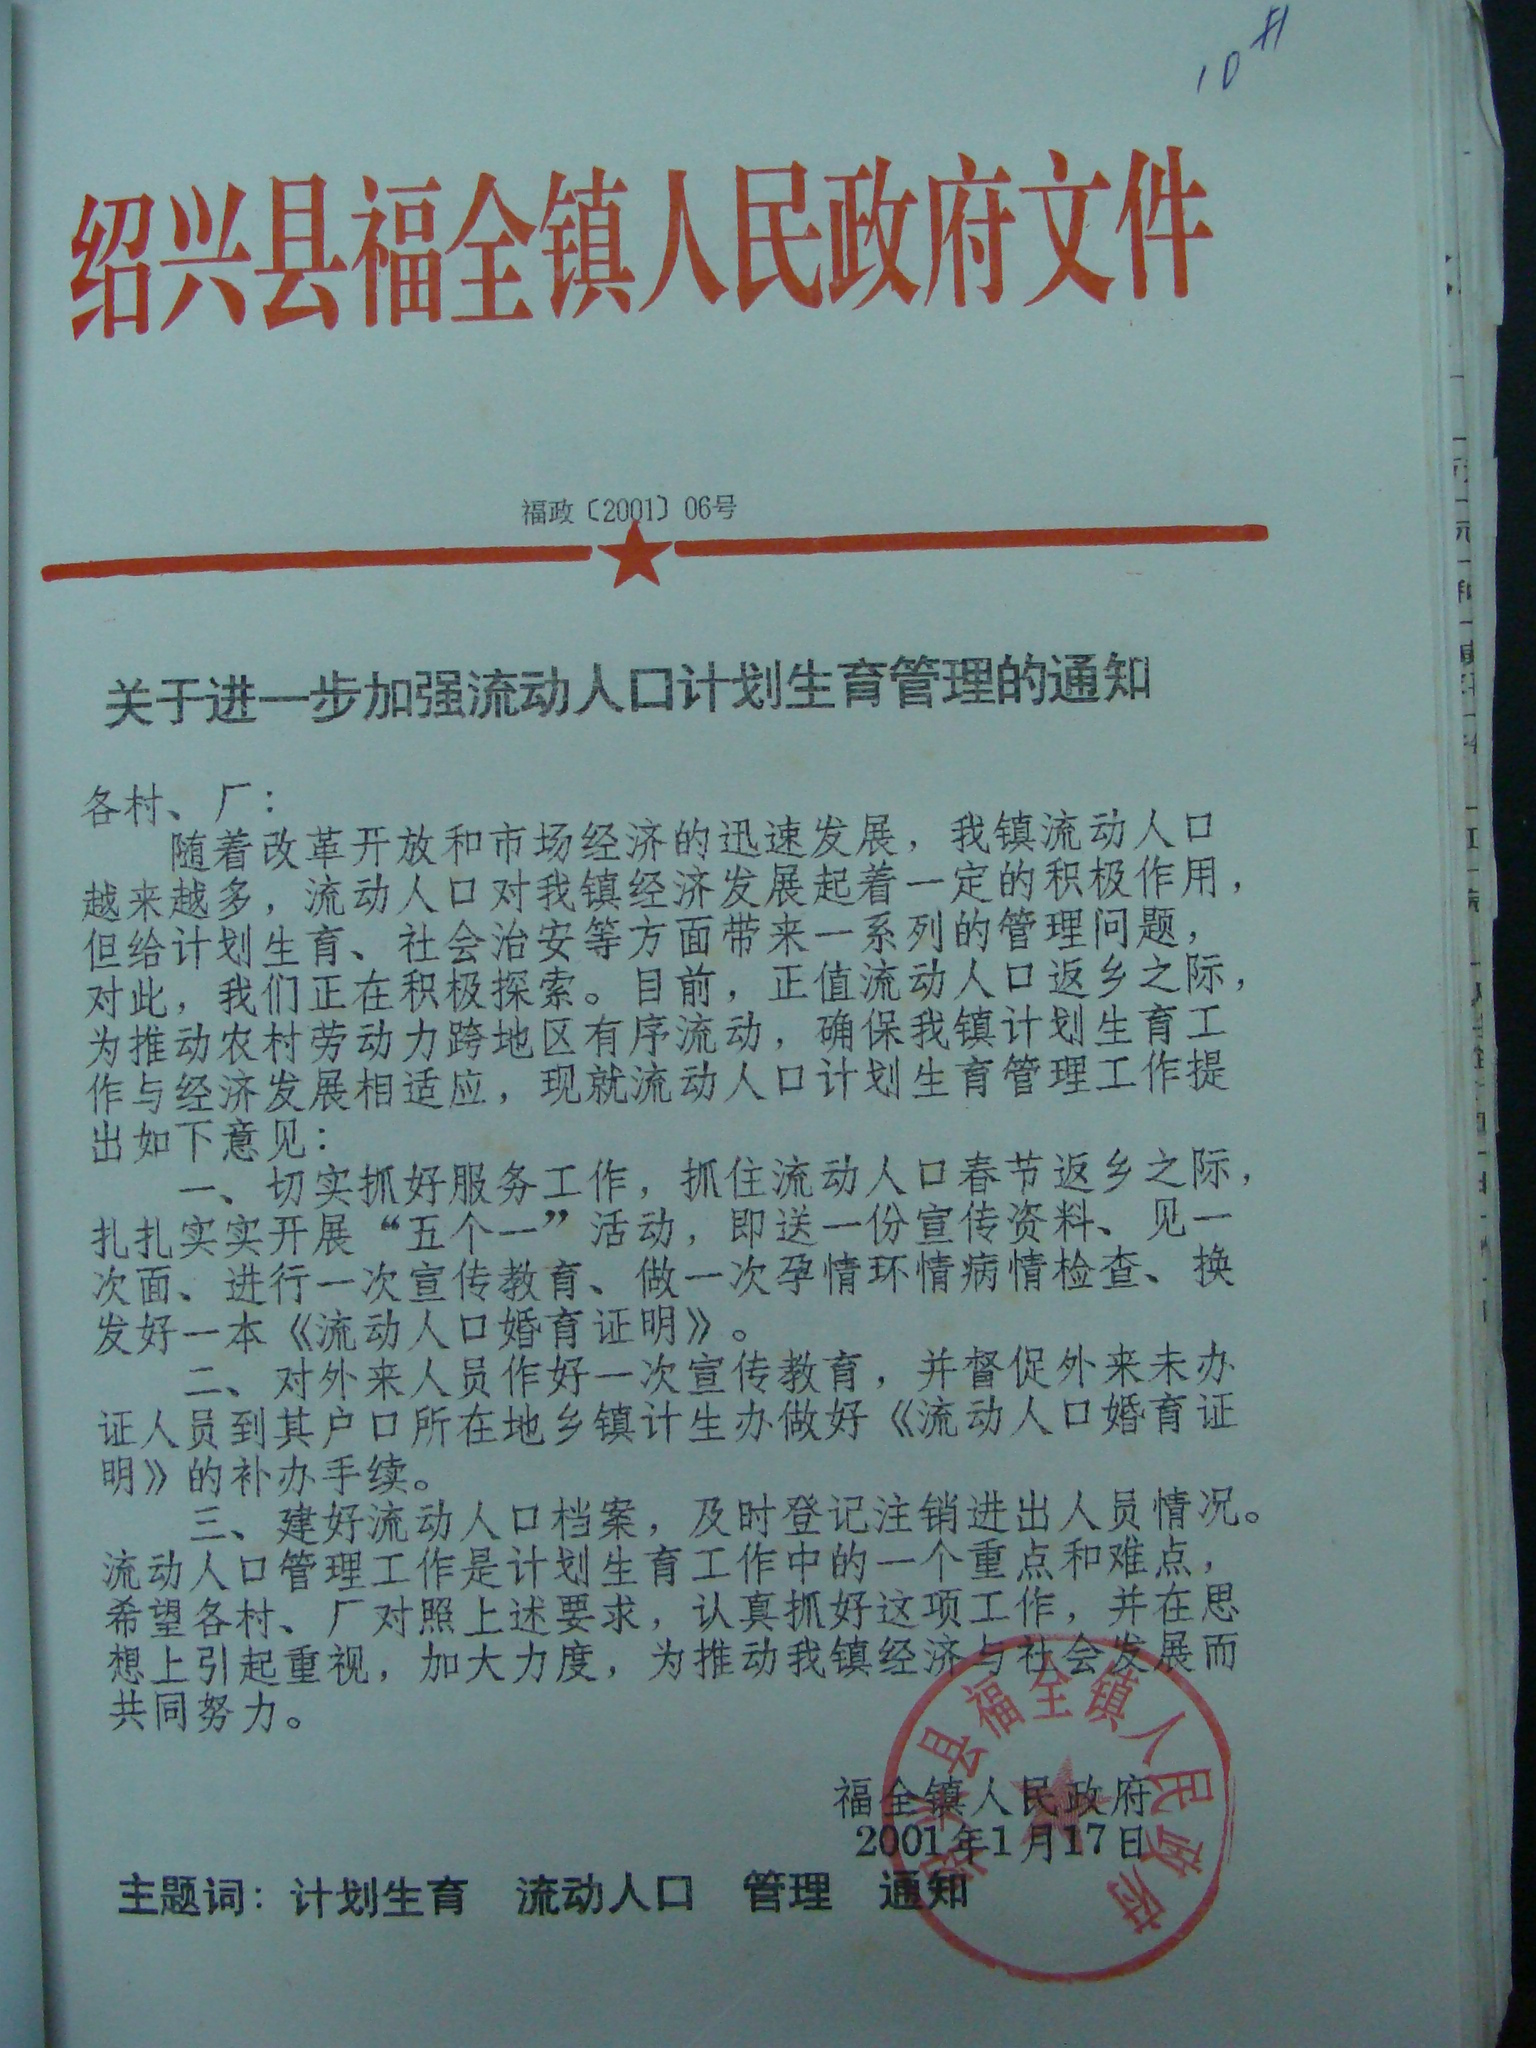 绍兴县福全镇人民政府文件
福政〔2001〕06号
关于进一步加强流动人口计划生育管理的通知
各村、厂：
随着改革开放和市场经济的迅速发展，我镇流动人口
越来越多，流动人口对我镇经济发展起着一定的积极作用，
但给计划生育、社会治安等方面带来一系列的管理问题，
对此，我们正在积极探索。目前，正值流动人口返乡之际，
为推动农村劳动力跨地区有序流动，确保我镇计划生育工
作与经济发展相适应，现就流动人口计划生育管理工作提
出如下意见：
一、切实抓好服务工作，抓住流动人口春节返乡之际，
扎扎实实开展“五个一”活动，即送一份宣传资料、见一
次面、进行一次宣传教育、做一次孕情环情病情检查、换
发好一本《流动人口婚育证明》。
二、对外来人员作好一次宣传教育，并督促外来未办
证人员到其户口所在地乡镇计生办做好《流动人口婚育证
明》的补办手续。
三、建好流动人口档案，及时登记注销进出人员情况。
流动人口管理工作是计划生育工作中的一个重点和难点，
希望各村、厂对照上述要求，认真抓好这项工作，并在思
想上引起重视，加大力度，为推动我镇经济与社会发展而
共同努力。
福全镇人民政府
2001年1月17日
绍兴县福全镇人民政府
主题词：计划生育　流动人口　管理　通知